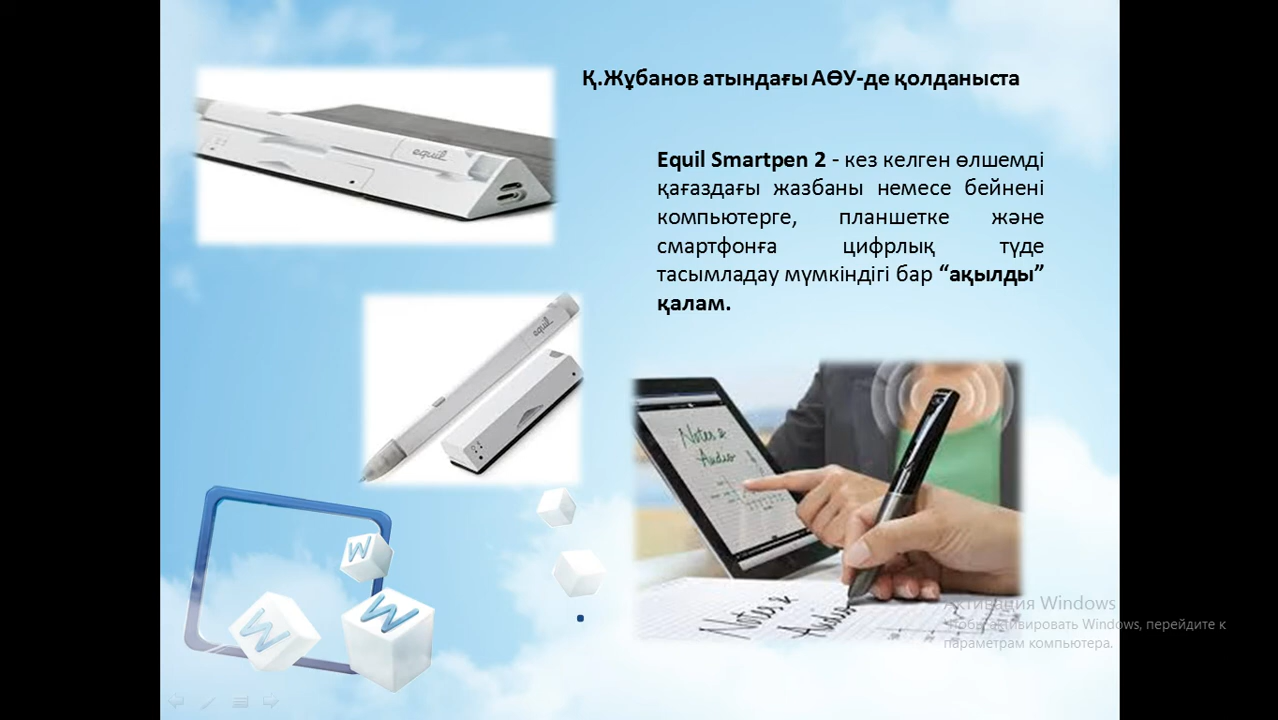 Қ.Жұбанов атындағы АӨУ-де қолданыста
equil
Equil Smartpen 2 - кез келген өлшемді
қағаздағы жазбаны немесе бейнені
компьютерге, планшетке және
смартфонға цифрлық түде
тасымладау мүмкіндігі бар “ақылды”
қалам.
equil
Notes &
Audio
Notes &
Audio
W
W
W
Активация Windows
Чтобы активировать Windows, перейдите к
параметрам компьютера.